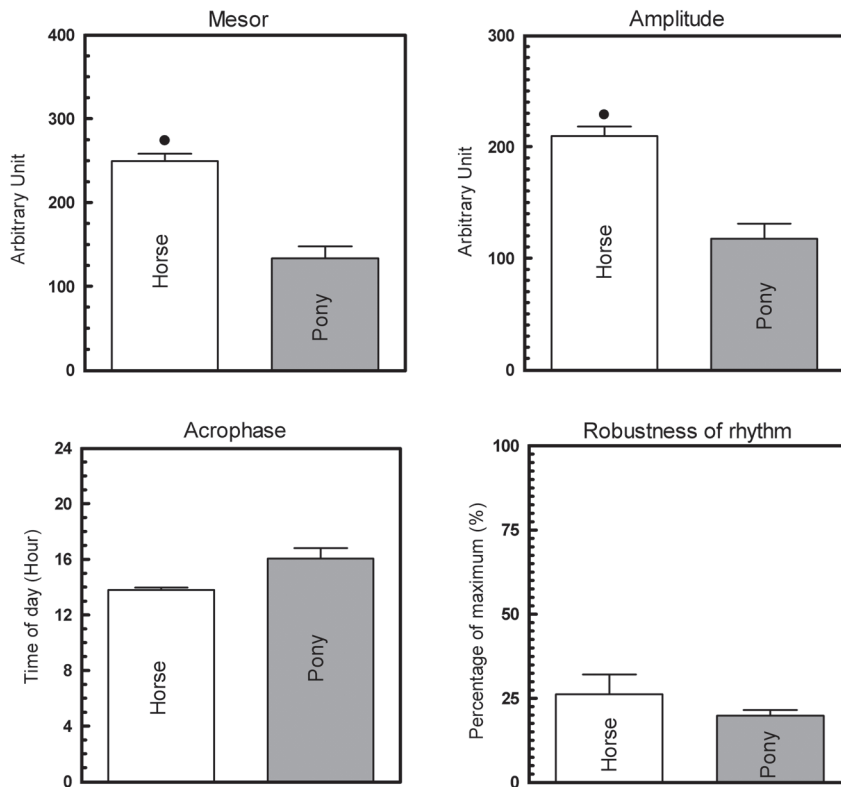 Mesor
Arbitrary Unit
400
300
200
100
0
Horse
Pony
Amplitude
Arbitrary Unit
300
200
100
0
Horse
Pony
Acrophase
Time of day (Hour)
24
20
16
12
8
4
0
Horse
Pony
Robustness of rhythm
Percentage of maximum (%)
100
75
50
25
0
Horse
Pony